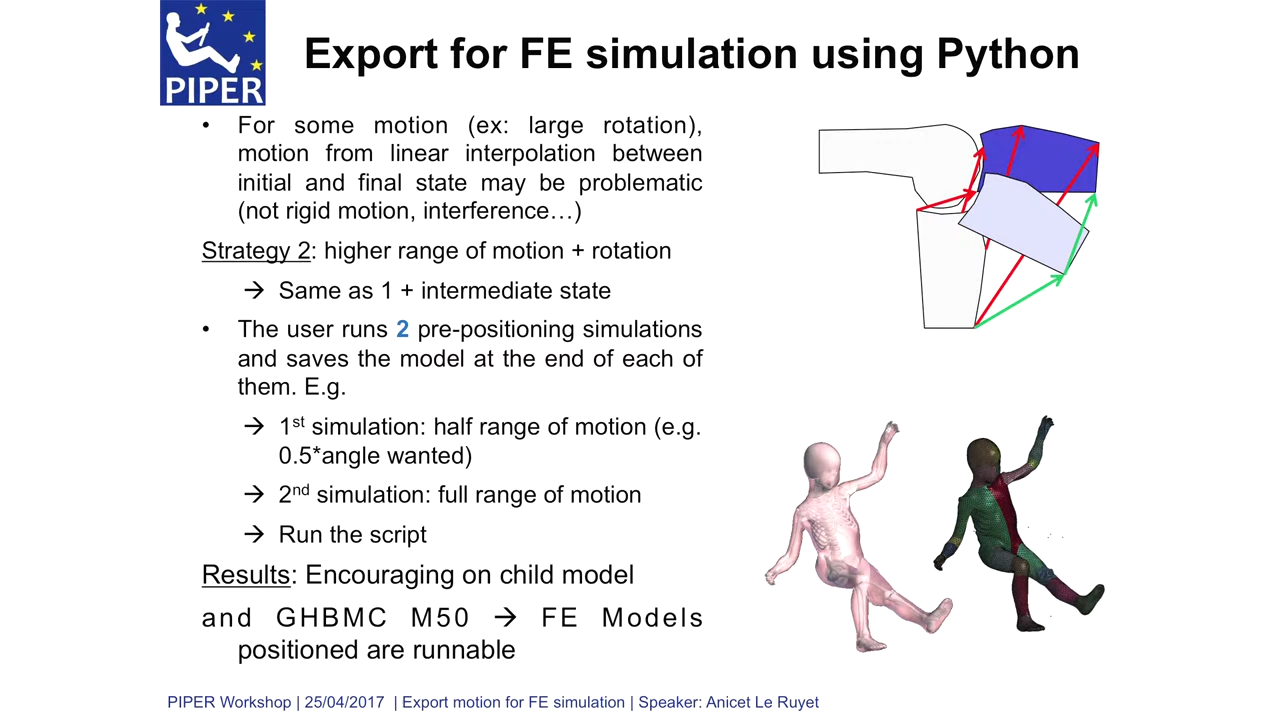 PIPER
Export for FE simulation using Python
• For some motion (ex: large rotation),
motion from linear interpolation between
initial and final state may be problematic
(not rigid motion, interference…)
Strategy 2: higher range of motion + rotation
→ Same as 1 + intermediate state
• The user runs 2 pre-positioning simulations
and saves the model at the end of each of
them. E.g.
→ 1st simulation: half range of motion (e.g.
0.5*angle wanted)
→ 2nd simulation: full range of motion
→ Run the script
Results: Encouraging on child model
and GHBMC M50 → FE Models
positioned are runnable
PIPER Workshop | 25/04/2017 | Export motion for FE simulation | Speaker: Anicet Le Ruyet